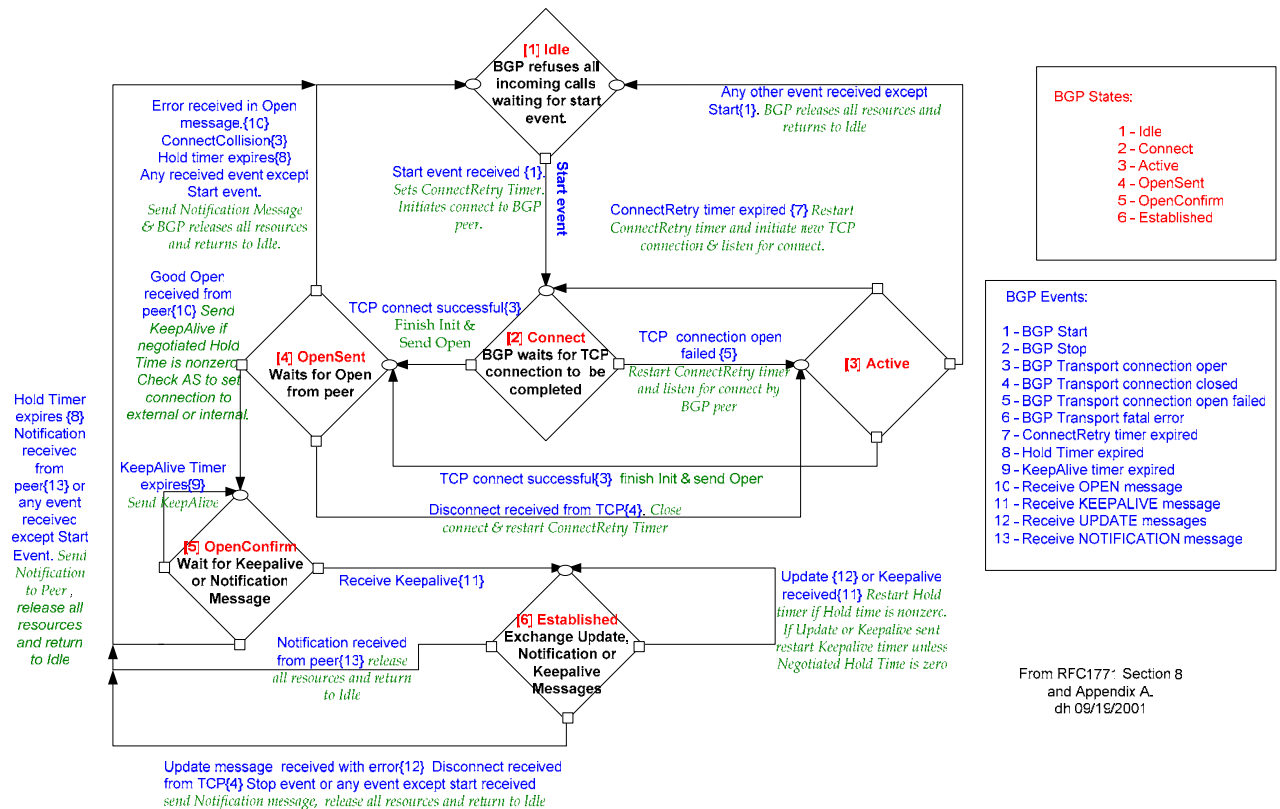 [1] Idle
BGP refuses all
incoming calls
waiting for start
event.
Error received in Open
message.{10}
ConnectCollision{3}
Hold timer expires{8}
Any received event except
Start event.
Send Notification Message
& BGP releases all resources
and returns to Idle.
Any other event received except
Start{1}. BGP releases all resources and
returns to Idle
Start event received {1}.
Sets ConnectRetry Timer.
Initiates connect to BGP
peer.
Start event
ConnectRetry timer expired {7} Restart
ConnectRetry timer and initiate new TCP
connection & listen for connect.
BGP States:
1 - Idle
2 - Connect
3 - Active
4 - OpenSent
5 - OpenConfirm
6 - Established
Good Open
received from
peer{10} Send
KeepAlive if
negotiated Hold
Time is nonzero
Check AS to set
connection to
external or internal.
[4] OpenSent
Waits for Open
from peer
TCP connect successful{3}
Finish Init &
Send Open
[2] Connect
BGP waits for TCP
connection to be
completed
TCP connection open
failed {5}
Restart ConnectRetry timer
and listen for connect by
BGP peer
[3] Active
BGP Events:
1 - BGP Start
2 - BGP Stop
3 - BGP Transport connection open
4 - BGP Transport connection closed
5 - BGP Transport connection open failed
6 - BGP Transport fatal error
7 - ConnectRetry timer expired
8 - Hold Timer expired
9 - KeepAlive timer expired
10 - Receive OPEN message
11 - Receive KEEPALIVE message
12 - Receive UPDATE messages
13 - Receive NOTIFICATION message
Hold Timer
expires {8}
Notification
received
from
peer{13} or
any event
received
except Start
Event. Send
Notification
to Peer ,
release all
resources
and return
to Idle
KeepAlive Timer
expires{9}
Send KeepAlive
TCP connect successful{3} finish Init & send Open
Disconnect received from TCP{4}. Close
connect & restart ConnectRetry Timer
[5] OpenConfirm
Wait for Keepalive
or Notification
Message
Receive Keepalive{11}
Update {12} or Keepalive
received{11} Restart Hold
timer if Hold time is nonzero.
If Update or Keepalive sent
restart Keepalive timer unless
Negotiated Hold Time is zero
[6] Established
Exchange Update,
Notification or
Keepalive
Messages
Notification received
from peer{13} release
all resources and return
to Idle
From RFC1771 Section 8
and Appendix A.
dh 09/19/2001
Update message received with error{12} Disconnect received
from TCP{4} Stop event or any event except start received
send Notification message, release all resources and return to Idle